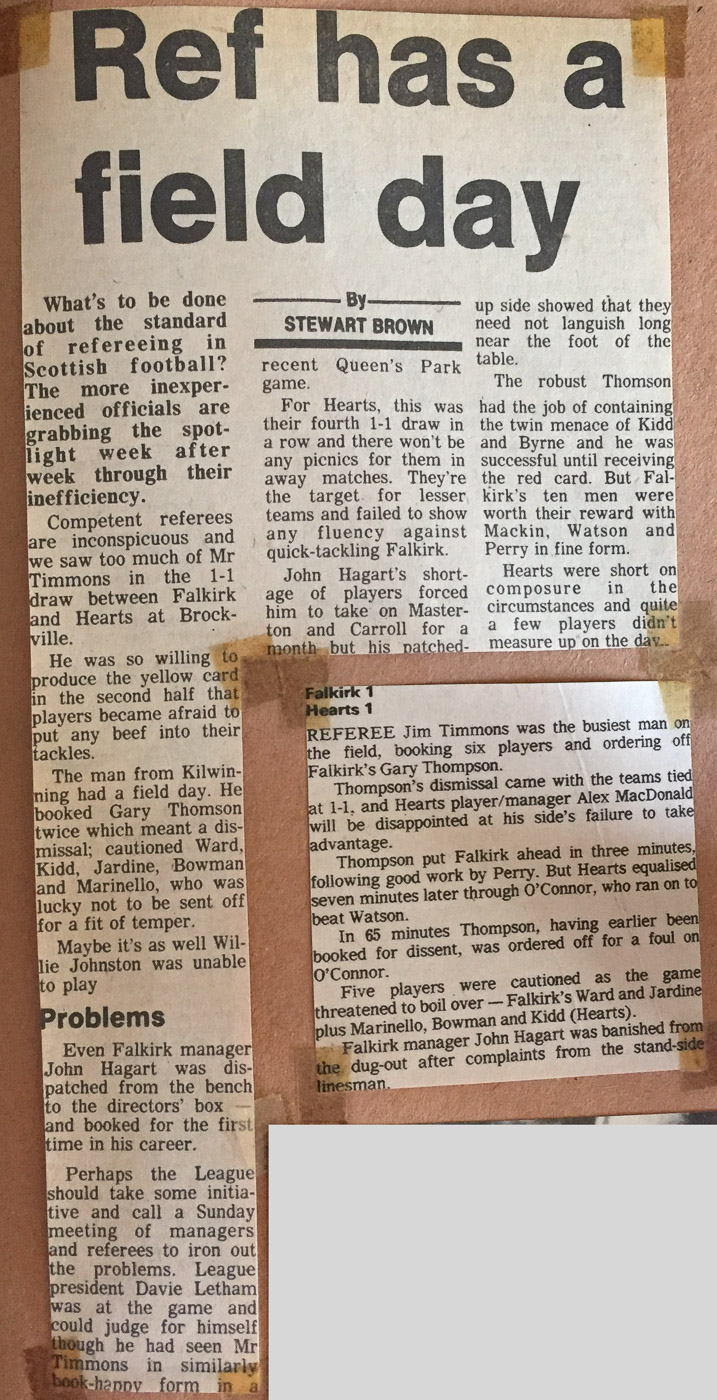 Ref has a
field day
What's to be done
about the standard
of refereeing in
Scottish football?
The more inexper-
ienced officials are
grabbing the spot-
light week after
week through their
inefficiency.
Competent referees
are inconspicuous and
we saw too much of Mr
Timmons in the 1-1
draw between Falkirk
and Hearts at Brock-
ville.
He was so willing to
produce the yellow card
in the second half that
players became afraid to
put any beef into their
tackles.
The man from Kilwin-
ning had a field day. He
booked Gary Thomson
twice which meant a dis-
missal; cautioned Ward,
Kidd, Jardine, Bowman
and Marinello, who was
lucky not to be sent off
for a fit of temper.
Maybe it's as well Wil-
lie Johnston was unable
to play
Problems
Even Falkirk manager
John Hagart was dis-
patched from the bench
to the directors' box —
and booked for the first
time in his career.
Perhaps the League
should take some initia-
tive and call a Sunday
meeting of managers
and referees to iron out
the problems. League
president Davie Letham
was at the game and
could judge for himself
though he had seen Mr
Timmons in similarly
book-happy form in a
By
STEWART BROWN
recent Queen's Park
game.
For Hearts, this was
their fourth 1-1 draw in
a row and there won't be
any picnics for them in
away matches. They're
the target for lesser
teams and failed to show
any fluency against
quick-tackling Falkirk.
John Hagart's short-
age of players forced
him to take on Master-
ton and Carroll for a
month but his patched-
up side showed that they
need not languish long
near the foot of the
table.
The robust Thomson
had the job of containing
the twin menace of Kidd
and Byrne and he was
successful until receiving
the red card. But Fal-
kirk's ten men were
worth their reward with
Mackin, Watson and
Perry in fine form.
Hearts were short on
composure in the
circumstances and quite
a few players didn't
measure up on the day..
Falkirk 1
Hearts 1
REFEREE Jim Timmons was the busiest man on
the field, booking six players and ordering off
Falkirk's Gary Thompson.
Thompson's dismissal came with the teams tied
at 1-1, and Hearts player/manager Alex MacDonald
will be disappointed at his side's failure to take
advantage.
Thompson put Falkirk ahead in three minutes,
following good work by Perry. But Hearts equalised
seven minutes later through O'Connor, who ran on to
beat Watson.
In 65 minutes Thompson, having earlier been
booked for dissent, was ordered off for a foul on
O'Connor.
Five players were cautioned as the game
threatened to boil over — Falkirk's Ward and Jardine
plus Marinello, Bowman and Kidd (Hearts).
Falkirk manager John Hagart was banished from
the dug-out after complaints from the stand-side
linesman.